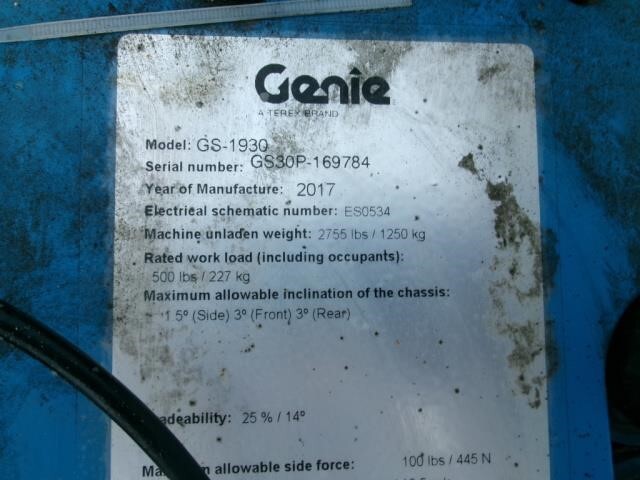 Genie
A TEREX BRAND
Model: GS-1930
Serial number: GS30P-169784
Year of Manufacture: 2017
Electrical schematic number: ES0534
Machine unladen weight: 2755 lbs / 1250 kg
Rated work load (including occupants):
500 lbs / 227 kg
Maximum allowable inclination of the chassis:
1.5º (Side) 3º (Front) 3º (Rear)
25 % / 14º
allowable side force: 100 lbs / 445 N